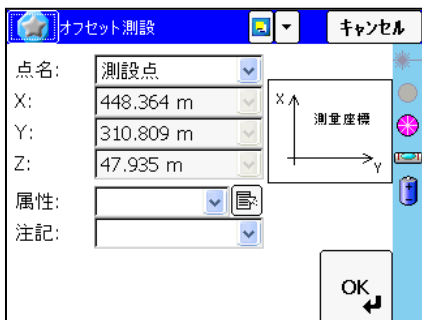 オフセット測設
キャンセル
点名: 測設点
X: 448.364 m
Y: 310.809 m
Z: 47.935 m
X
測量座標
Y
属性:
注記:
OK